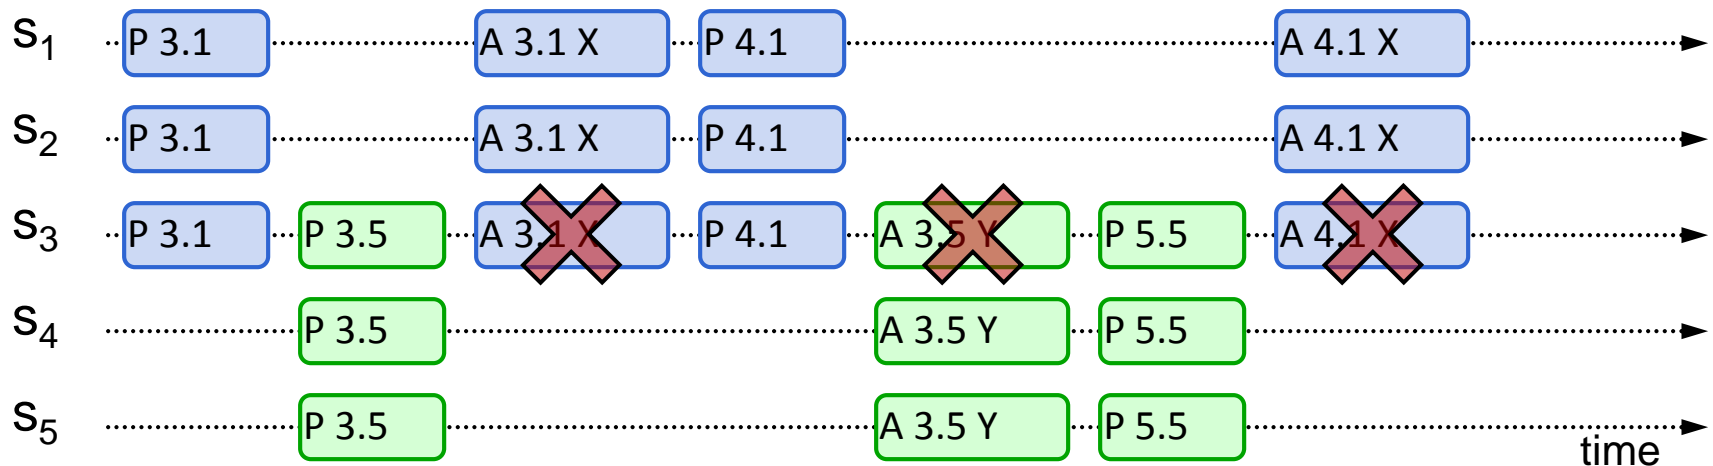 s1 P 3.1 A 3.1 X P 4.1 A 4.1 X
s2 P 3.1 A 3.1 X P 4.1 A 4.1 X
s3 P 3.1 P 3.5 A 3.1 X P 4.1 A 3.5 Y P 5.5 A 4.1 X
s4 P 3.5 A 3.5 Y P 5.5
s5 P 3.5 A 3.5 Y P 5.5
time